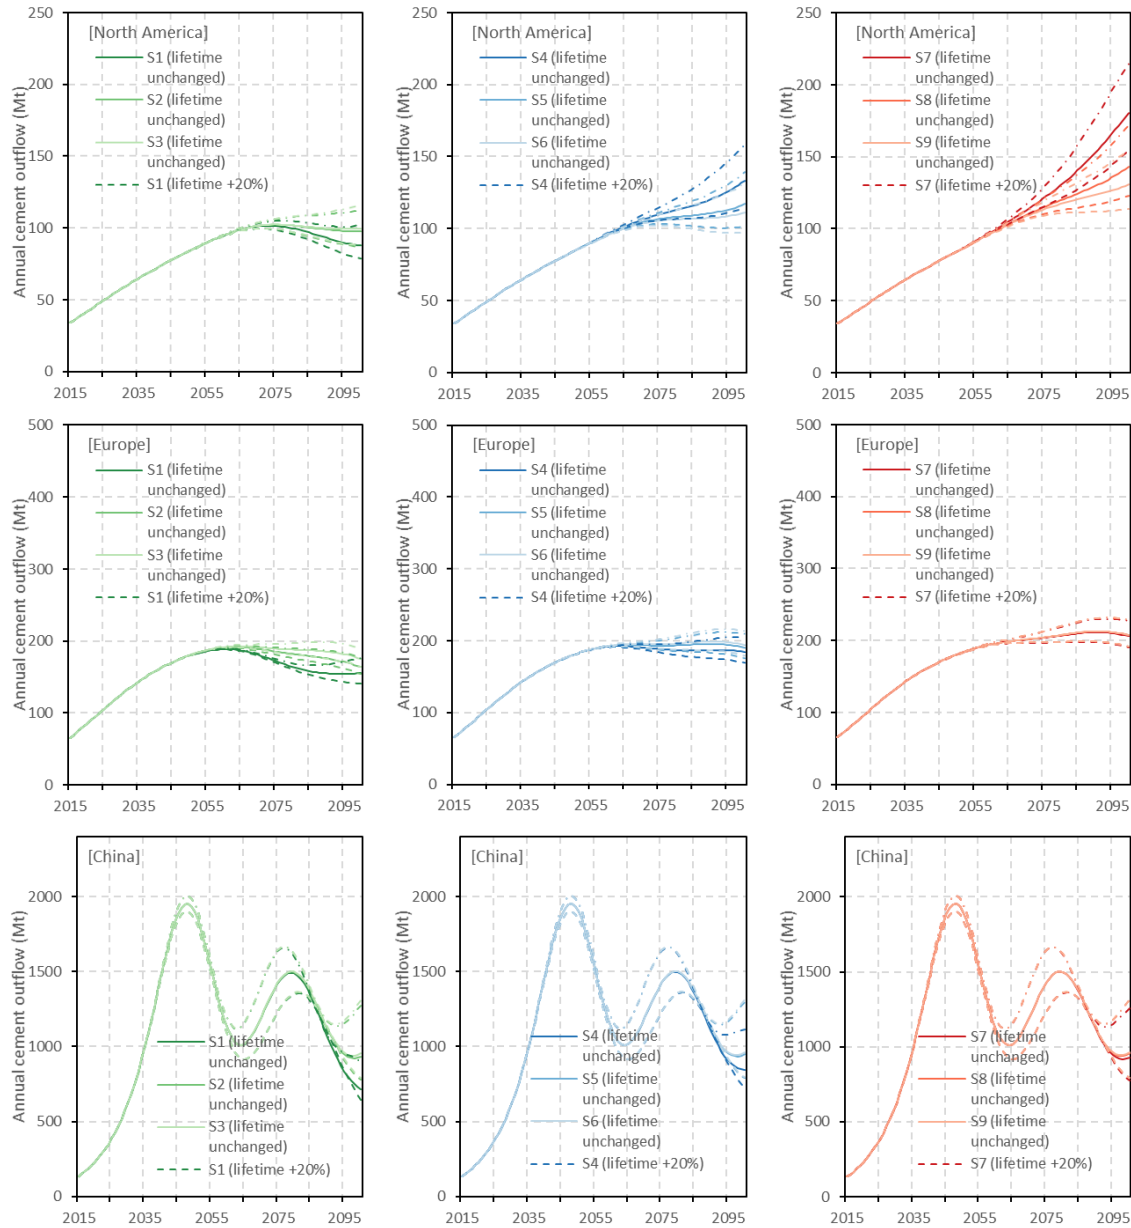 250
200
150
100
50
0
Annual cement outflow (Mt)
[North America]
S1 (lifetime
unchanged)
S2 (lifetime
unchanged)
S3 (lifetime
unchanged)
S1 (lifetime +20%)
2015 2035 2055 2075 2095
250
200
150
100
50
0
Annual cement outflow (Mt)
[North America]
S4 (lifetime
unchanged)
S5 (lifetime
unchanged)
S6 (lifetime
unchanged)
S4 (lifetime +20%)
2015 2035 2055 2075 2095
250
200
150
100
50
0
Annual cement outflow (Mt)
[North America]
S7 (lifetime
unchanged)
S8 (lifetime
unchanged)
S9 (lifetime
unchanged)
S7 (lifetime +20%)
2015 2035 2055 2075 2095
500
400
300
200
100
0
Annual cement outflow (Mt)
[Europe]
S1 (lifetime
unchanged)
S2 (lifetime
unchanged)
S3 (lifetime
unchanged)
S1 (lifetime +20%)
2015 2035 2055 2075 2095
500
400
300
200
100
0
Annual cement outflow (Mt)
[Europe]
S4 (lifetime
unchanged)
S5 (lifetime
unchanged)
S6 (lifetime
unchanged)
S4 (lifetime +20%)
2015 2035 2055 2075 2095
500
400
300
200
100
0
Annual cement outflow (Mt)
[Europe]
S7 (lifetime
unchanged)
S8 (lifetime
unchanged)
S9 (lifetime
unchanged)
S7 (lifetime +20%)
2015 2035 2055 2075 2095
2000
1500
1000
500
0
Annual cement outflow (Mt)
[China]
S1 (lifetime
unchanged)
S2 (lifetime
unchanged)
S3 (lifetime
unchanged)
S1 (lifetime +20%)
2015 2035 2055 2075 2095
2000
1500
1000
500
0
Annual cement outflow (Mt)
[China]
S4 (lifetime
unchanged)
S5 (lifetime
unchanged)
S6 (lifetime
unchanged)
S4 (lifetime +20%)
2015 2035 2055 2075 2095
2000
1500
1000
500
0
Annual cement outflow (Mt)
[China]
S7 (lifetime
unchanged)
S8 (lifetime
unchanged)
S9 (lifetime
unchanged)
S7 (lifetime +20%)
2015 2035 2055 2075 2095